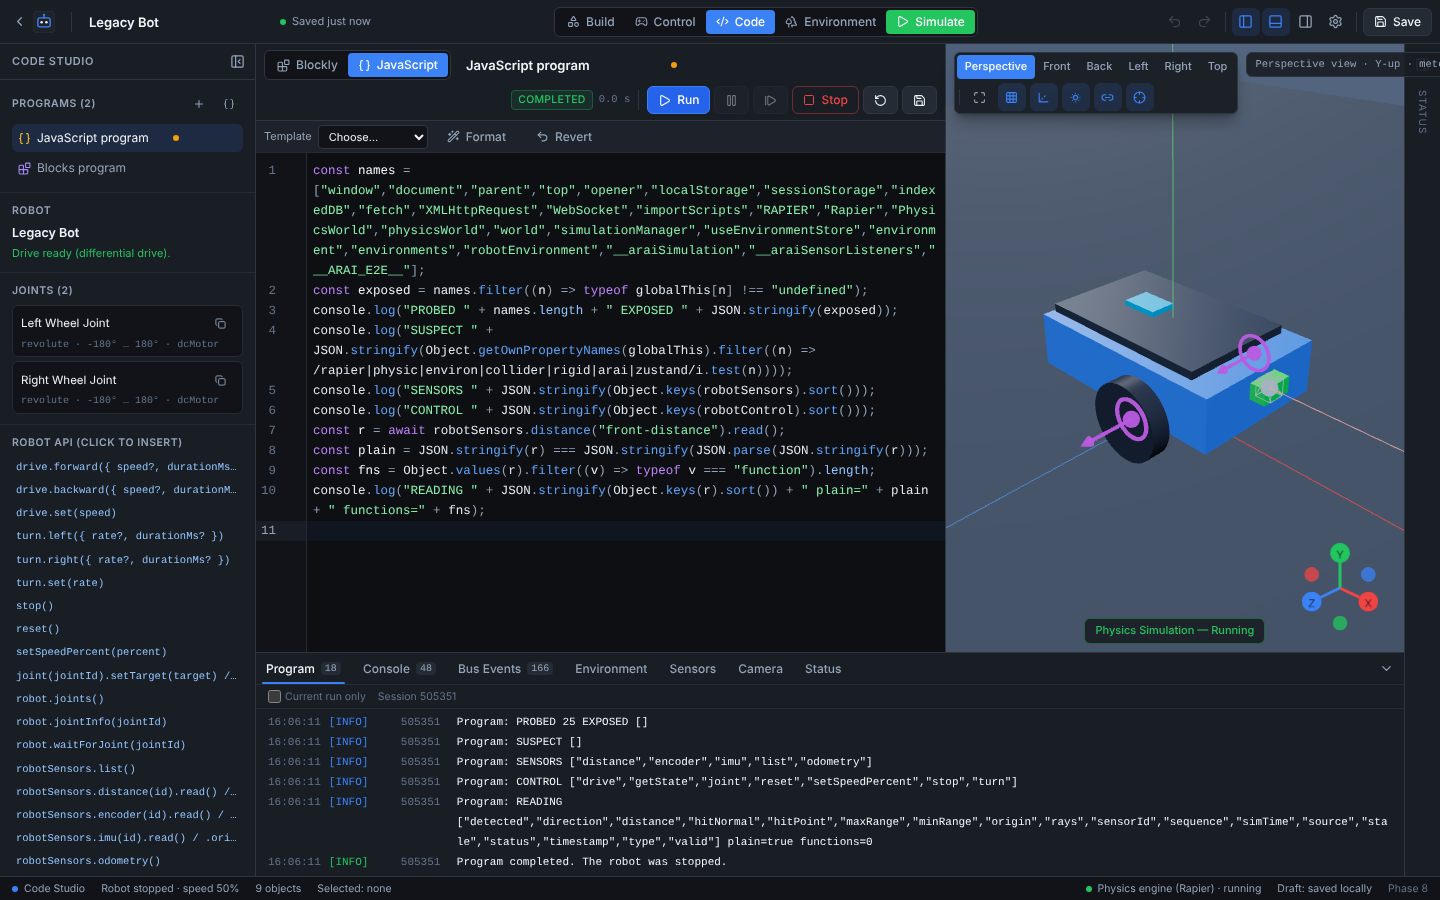 Legacy Bot
Saved just now
Build
Control
Code
Environment
Simulate
Save
CODE STUDIO
PROGRAMS (2)
JavaScript program
Blocks program
ROBOT
Legacy Bot
Drive ready (differential drive).
JOINTS (2)
Left Wheel Joint
revolute · -180° … 180° · dcMotor
Right Wheel Joint
revolute · -180° … 180° · dcMotor
ROBOT API (CLICK TO INSERT)
drive.forward({ speed?, durationMs…
drive.backward({ speed?, durationM…
drive.set(speed)
turn.left({ rate?, durationMs? })
turn.right({ rate?, durationMs? })
turn.set(rate)
stop()
reset()
setSpeedPercent(percent)
joint(jointId).setTarget(target) /…
robot.joints()
robot.jointInfo(jointId)
robot.waitForJoint(jointId)
robotSensors.list()
robotSensors.distance(id).read() /…
robotSensors.encoder(id).read() / …
robotSensors.imu(id).read() / .ori…
robotSensors.odometry()
Blockly
{ } JavaScript
JavaScript program
COMPLETED
0.0 s
Run
Stop
Template
Choose...
Format
Revert
1 const names =
["window","document","parent","top","opener","localStorage","sessionStorage","index
edDB","fetch","XMLHttpRequest","WebSocket","importScripts","RAPIER","Rapier","Physi
csWorld","physicsWorld","world","simulationManager","useEnvironmentStore","environm
ent","environments","robotEnvironment","__araiSimulation","__araiSensorListeners","
__ARAI_E2E__"];
2 const exposed = names.filter((n) => typeof globalThis[n] !== "undefined");
3 console.log("PROBED " + names.length + " EXPOSED " + JSON.stringify(exposed));
4 console.log("SUSPECT " +
JSON.stringify(Object.getOwnPropertyNames(globalThis).filter((n) =>
/rapier|physic|environ|collider|rigid|arai|zustand/i.test(n))));
5 console.log("SENSORS " + JSON.stringify(Object.keys(robotSensors).sort()));
6 console.log("CONTROL " + JSON.stringify(Object.keys(robotControl).sort()));
7 const r = await robotSensors.distance("front-distance").read();
8 const plain = JSON.stringify(r) === JSON.stringify(JSON.parse(JSON.stringify(r)));
9 const fns = Object.values(r).filter((v) => typeof v === "function").length;
10 console.log("READING " + JSON.stringify(Object.keys(r).sort()) + " plain=" + plain
+ " functions=" + fns);
11
Perspective
Front
Back
Left
Right
Top
Perspective view · Y-up · mete
STATUS
Y
Z
X
Physics Simulation — Running
Program 18
Console 48
Bus Events 166
Environment
Sensors
Camera
Status
Current run only
Session 505351
16:06:11 [INFO] 505351 Program: PROBED 25 EXPOSED []
16:06:11 [INFO] 505351 Program: SUSPECT []
16:06:11 [INFO] 505351 Program: SENSORS ["distance","encoder","imu","list","odometry"]
16:06:11 [INFO] 505351 Program: CONTROL ["drive","getState","joint","reset","setSpeedPercent","stop","turn"]
16:06:11 [INFO] 505351 Program: READING
["detected","direction","distance","hitNormal","hitPoint","maxRange","minRange","origin","rays","sensorId","sequence","simTime","source","sta
le","status","timestamp","type","valid"] plain=true functions=0
16:06:11 [INFO] 505351 Program completed. The robot was stopped.
Code Studio
Robot stopped · speed 50%
9 objects
Selected: none
Physics engine (Rapier) · running
Draft: saved locally
Phase 8